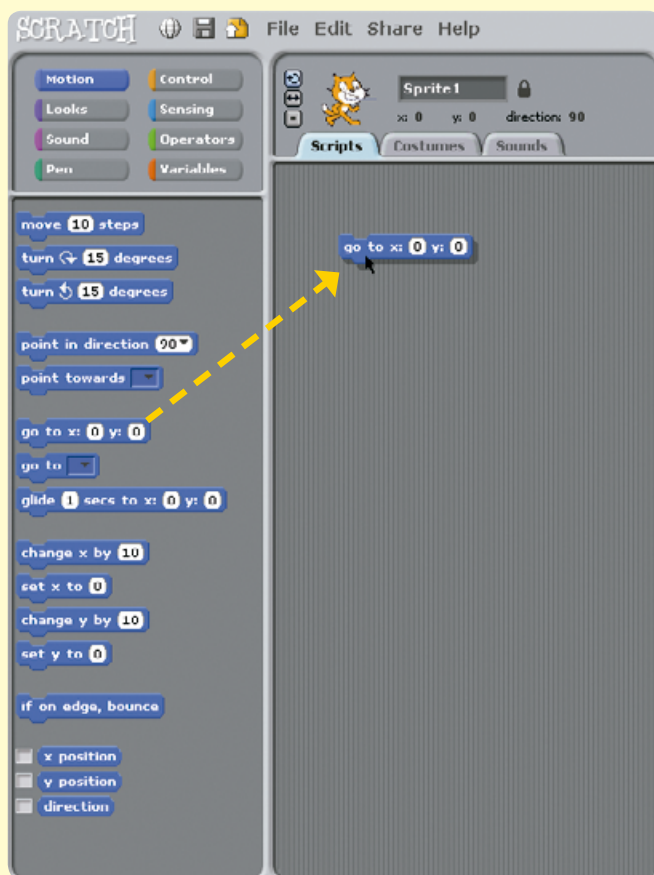 SCRATCH File Edit Share Help
Motion Control
Looks Sensing
Sound Operators
Pen Variables
Sprite1
x: 0 y: 0 direction: 90
Scripts Costumes Sounds
move 10 steps
turn 15 degrees
turn 15 degrees
point in direction 90
point towards
go to x: 0 y: 0
go to
glide 1 secs to x: 0 y: 0
change x by 10
set x to 0
change y by 10
set y to 0
if on edge, bounce
x position
y position
direction
go to x: 0 y: 0